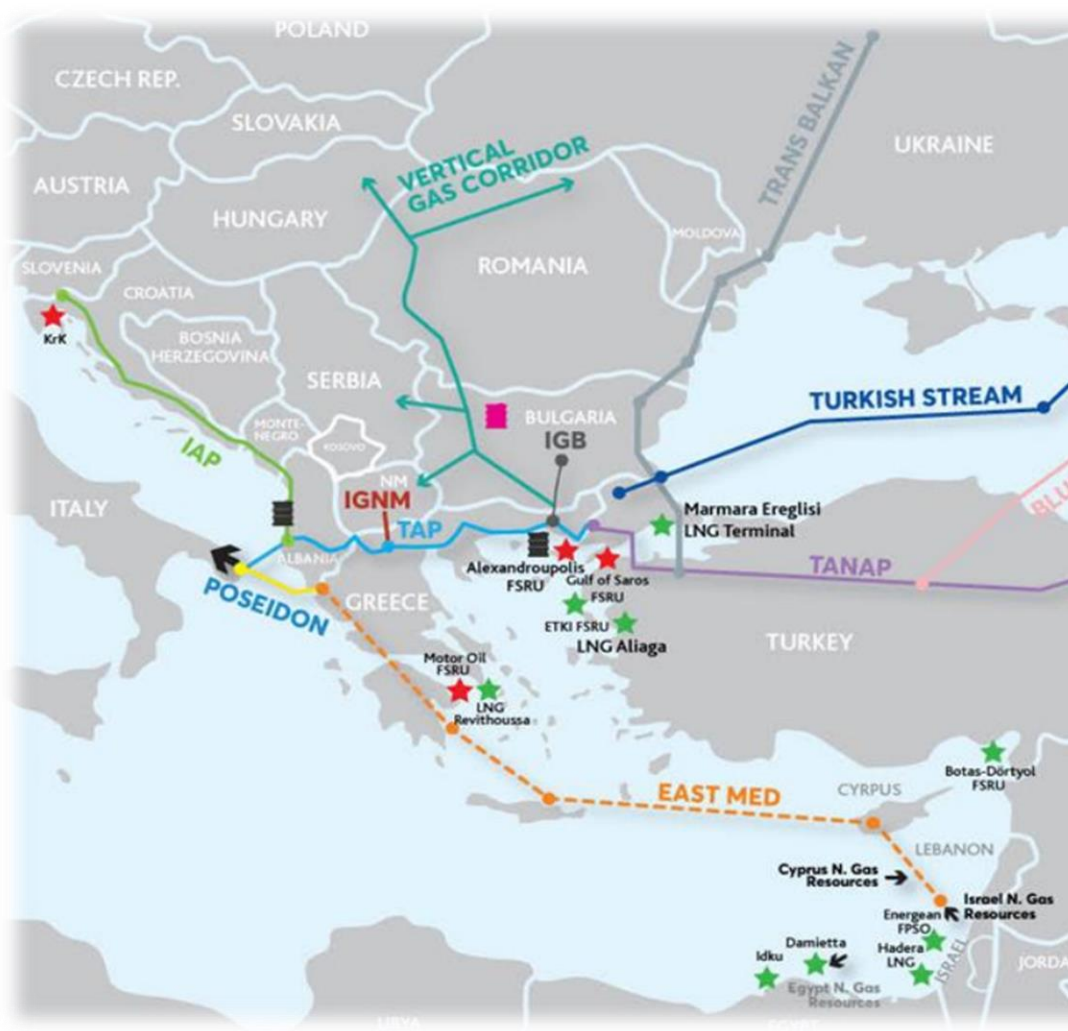 POLAND
CZECH REP.
SLOVAKIA
UKRAINE
TRANS BALKAN
VERTICAL
GAS CORRIDOR
AUSTRIA
HUNGARY
MOLDOVA
SLOVENIA
ROMANIA
CROATIA
KrK
BOSNIA
HERZEGOVINA
SERBIA
TURKISH STREAM
BULGARIA
IGB
MONTE-
NEGRO
KOSOVO
IAP
NM
IGNM
ITALY
TAP
Marmara Ereglisi
LNG Terminal
ALBANIA
Alexandroupolis
FSRU
Gulf of Saros
FSRU
TANAP
POSEIDON
GREECE
ETKI FSRU
LNG Aliaga
TURKEY
Motor Oil
FSRU
LNG
Revithoussa
Botas-Dörtyol
FSRU
EAST MED
CYRPUS
LEBANON
Cyprus N. Gas
Resources
Israel N. Gas
Resources
Energean
FPSO
Hadera
LNG
ISRAEL
Idku
Damietta
Egypt N. Gas
Resources
JORDA